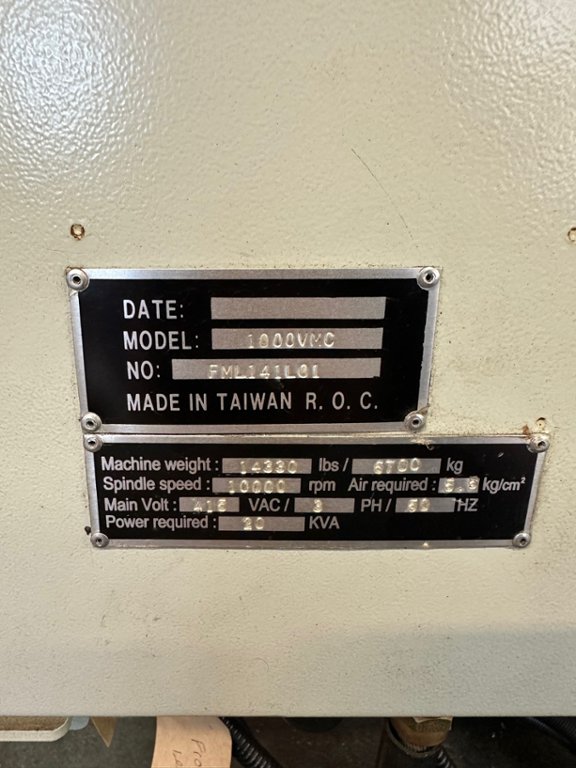 DATE:
MODEL: 1000VMC
NO: FML141L01
MADE IN TAIWAN R. O. C.
Machine weight : 14330 lbs / 6700 kg
Spindle speed : 10000 rpm Air required : kg/cm²
Main Volt : 415 VAC / 3 PH / HZ
Power required : 20 KVA